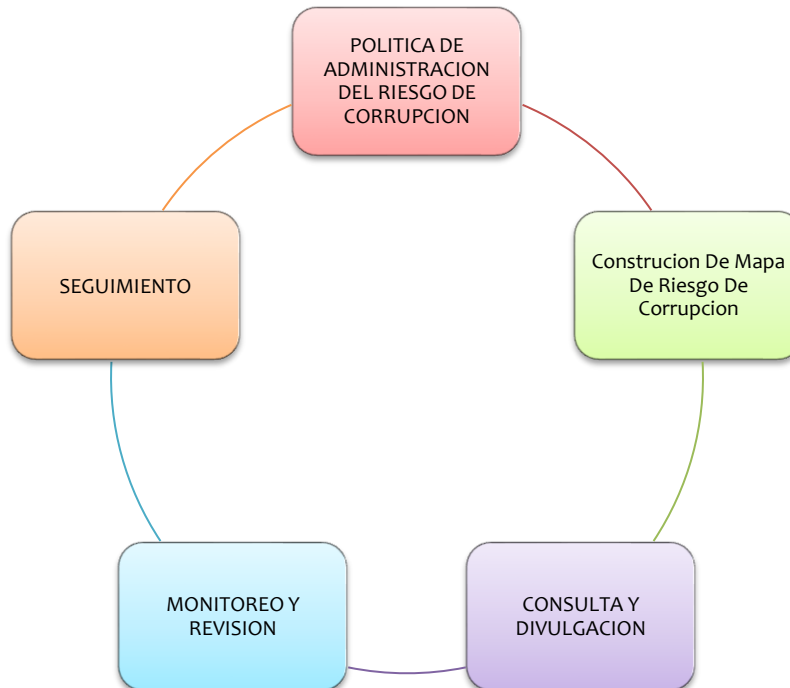 POLITICA DE
ADMINISTRACION
DEL RIESGO DE
CORRUPCION
Construcion De Mapa
De Riesgo De
Corrupcion
CONSULTA Y
DIVULGACION
MONITOREO Y
REVISION
SEGUIMIENTO